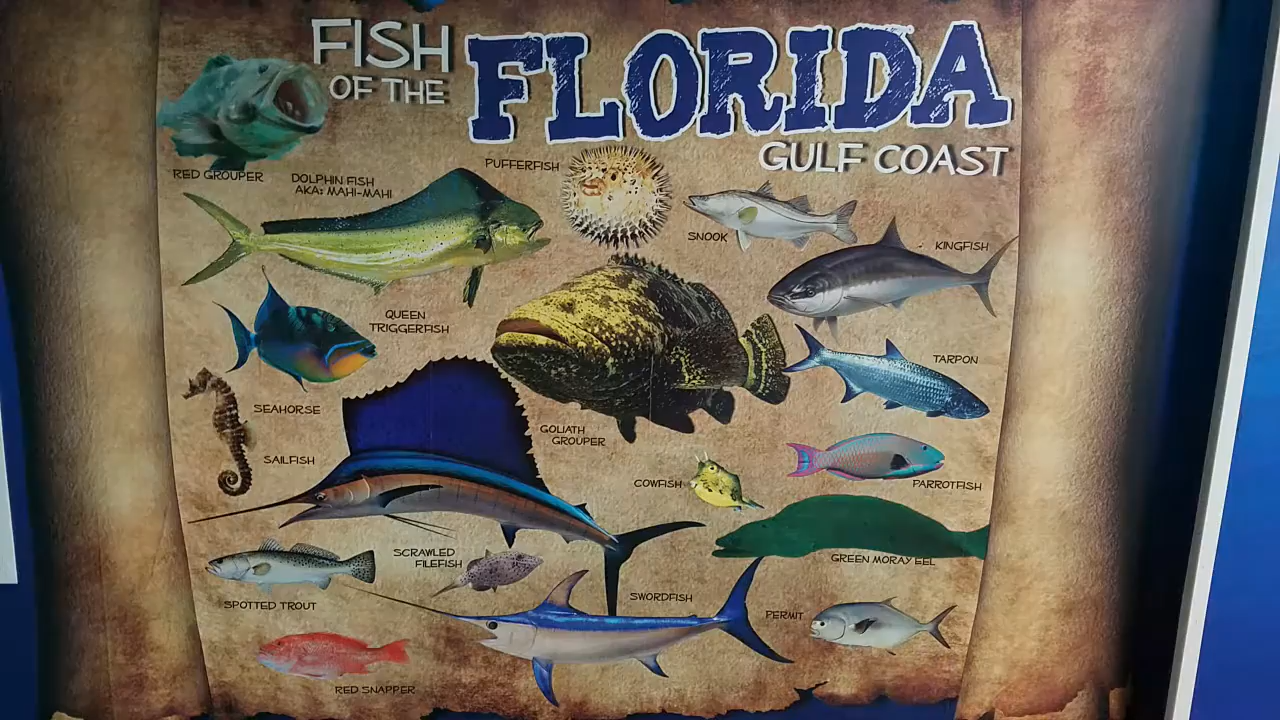 FISH
OF THE
FLORIDA
GULF COAST
RED GROUPER
DOLPHIN FISH
AKA: MAHI-MAHI
PUFFERFISH
SNOOK
KINGFISH
QUEEN
TRIGGERFISH
TARPON
SEAHORSE
GOLIATH
GROUPER
SAILFISH
COWFISH
PARROTFISH
SCRAWLED
FILEFISH
GREEN MORAY EEL
SPOTTED TROUT
SWORDFISH
PERMIT
RED SNAPPER